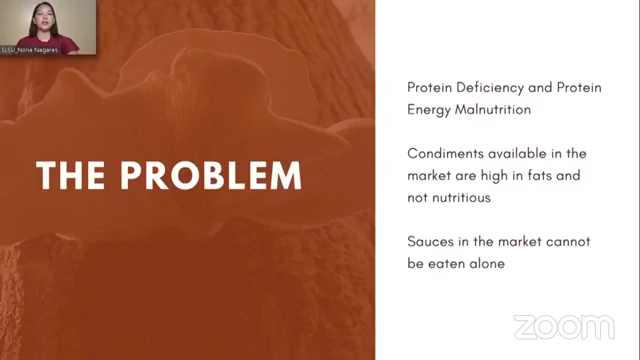 SLSU_Nona Nagares
THE PROBLEM
Protein Deficiency and Protein
Energy Malnutrition
Condiments available in the
market are high in fats and
not nutritious
Sauces in the market cannot
be eaten alone
zoom